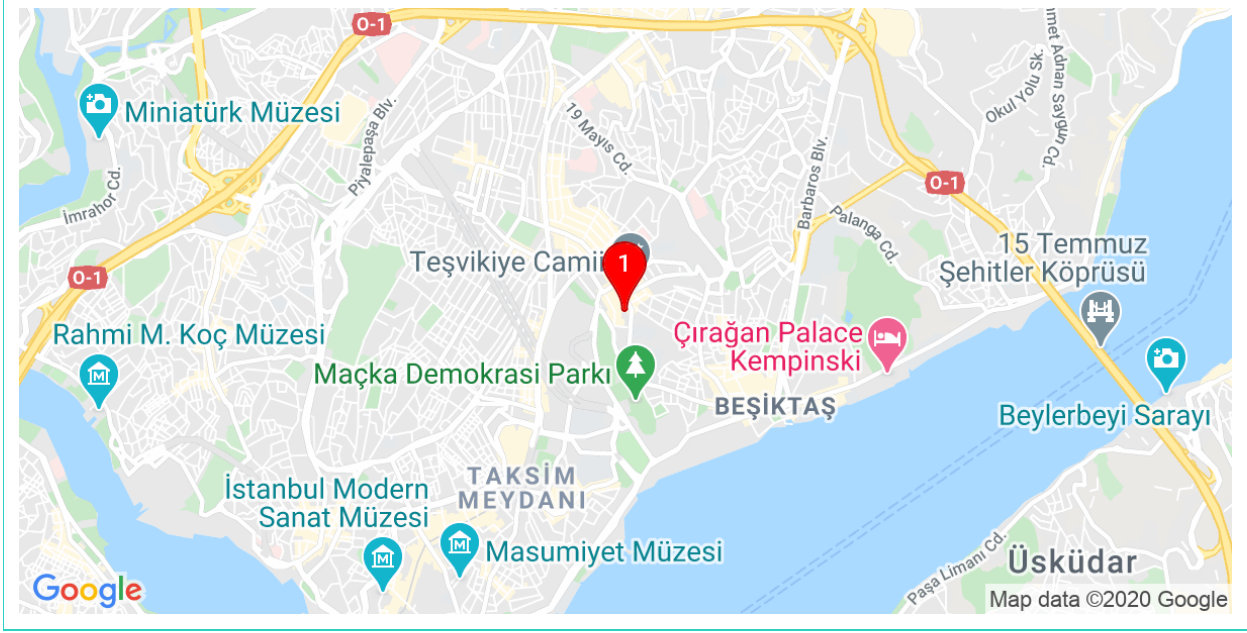 O-1
Miniatürk Müzesi
Piyalepaşa Blv.
19 Mayıs Cd.
Okul Yolu Sk.
hmet Adnan Saygun Cd.
İmrahor Cd.
Barbaros Blv.
O-1
Palanga Cd.
Teşvikiye Camii
1
15 Temmuz
Şehitler Köprüsü
O-1
Rahmi M. Koç Müzesi
Çırağan Palace
Kempinski
Maçka Demokrasi Parkı
BEŞİKTAŞ
Beylerbeyi Sarayı
TAKSİM
MEYDANI
İstanbul Modern
Sanat Müzesi
Masumiyet Müzesi
Paşa Limanı Cd.
Üsküdar
Google
Map data ©2020 Google